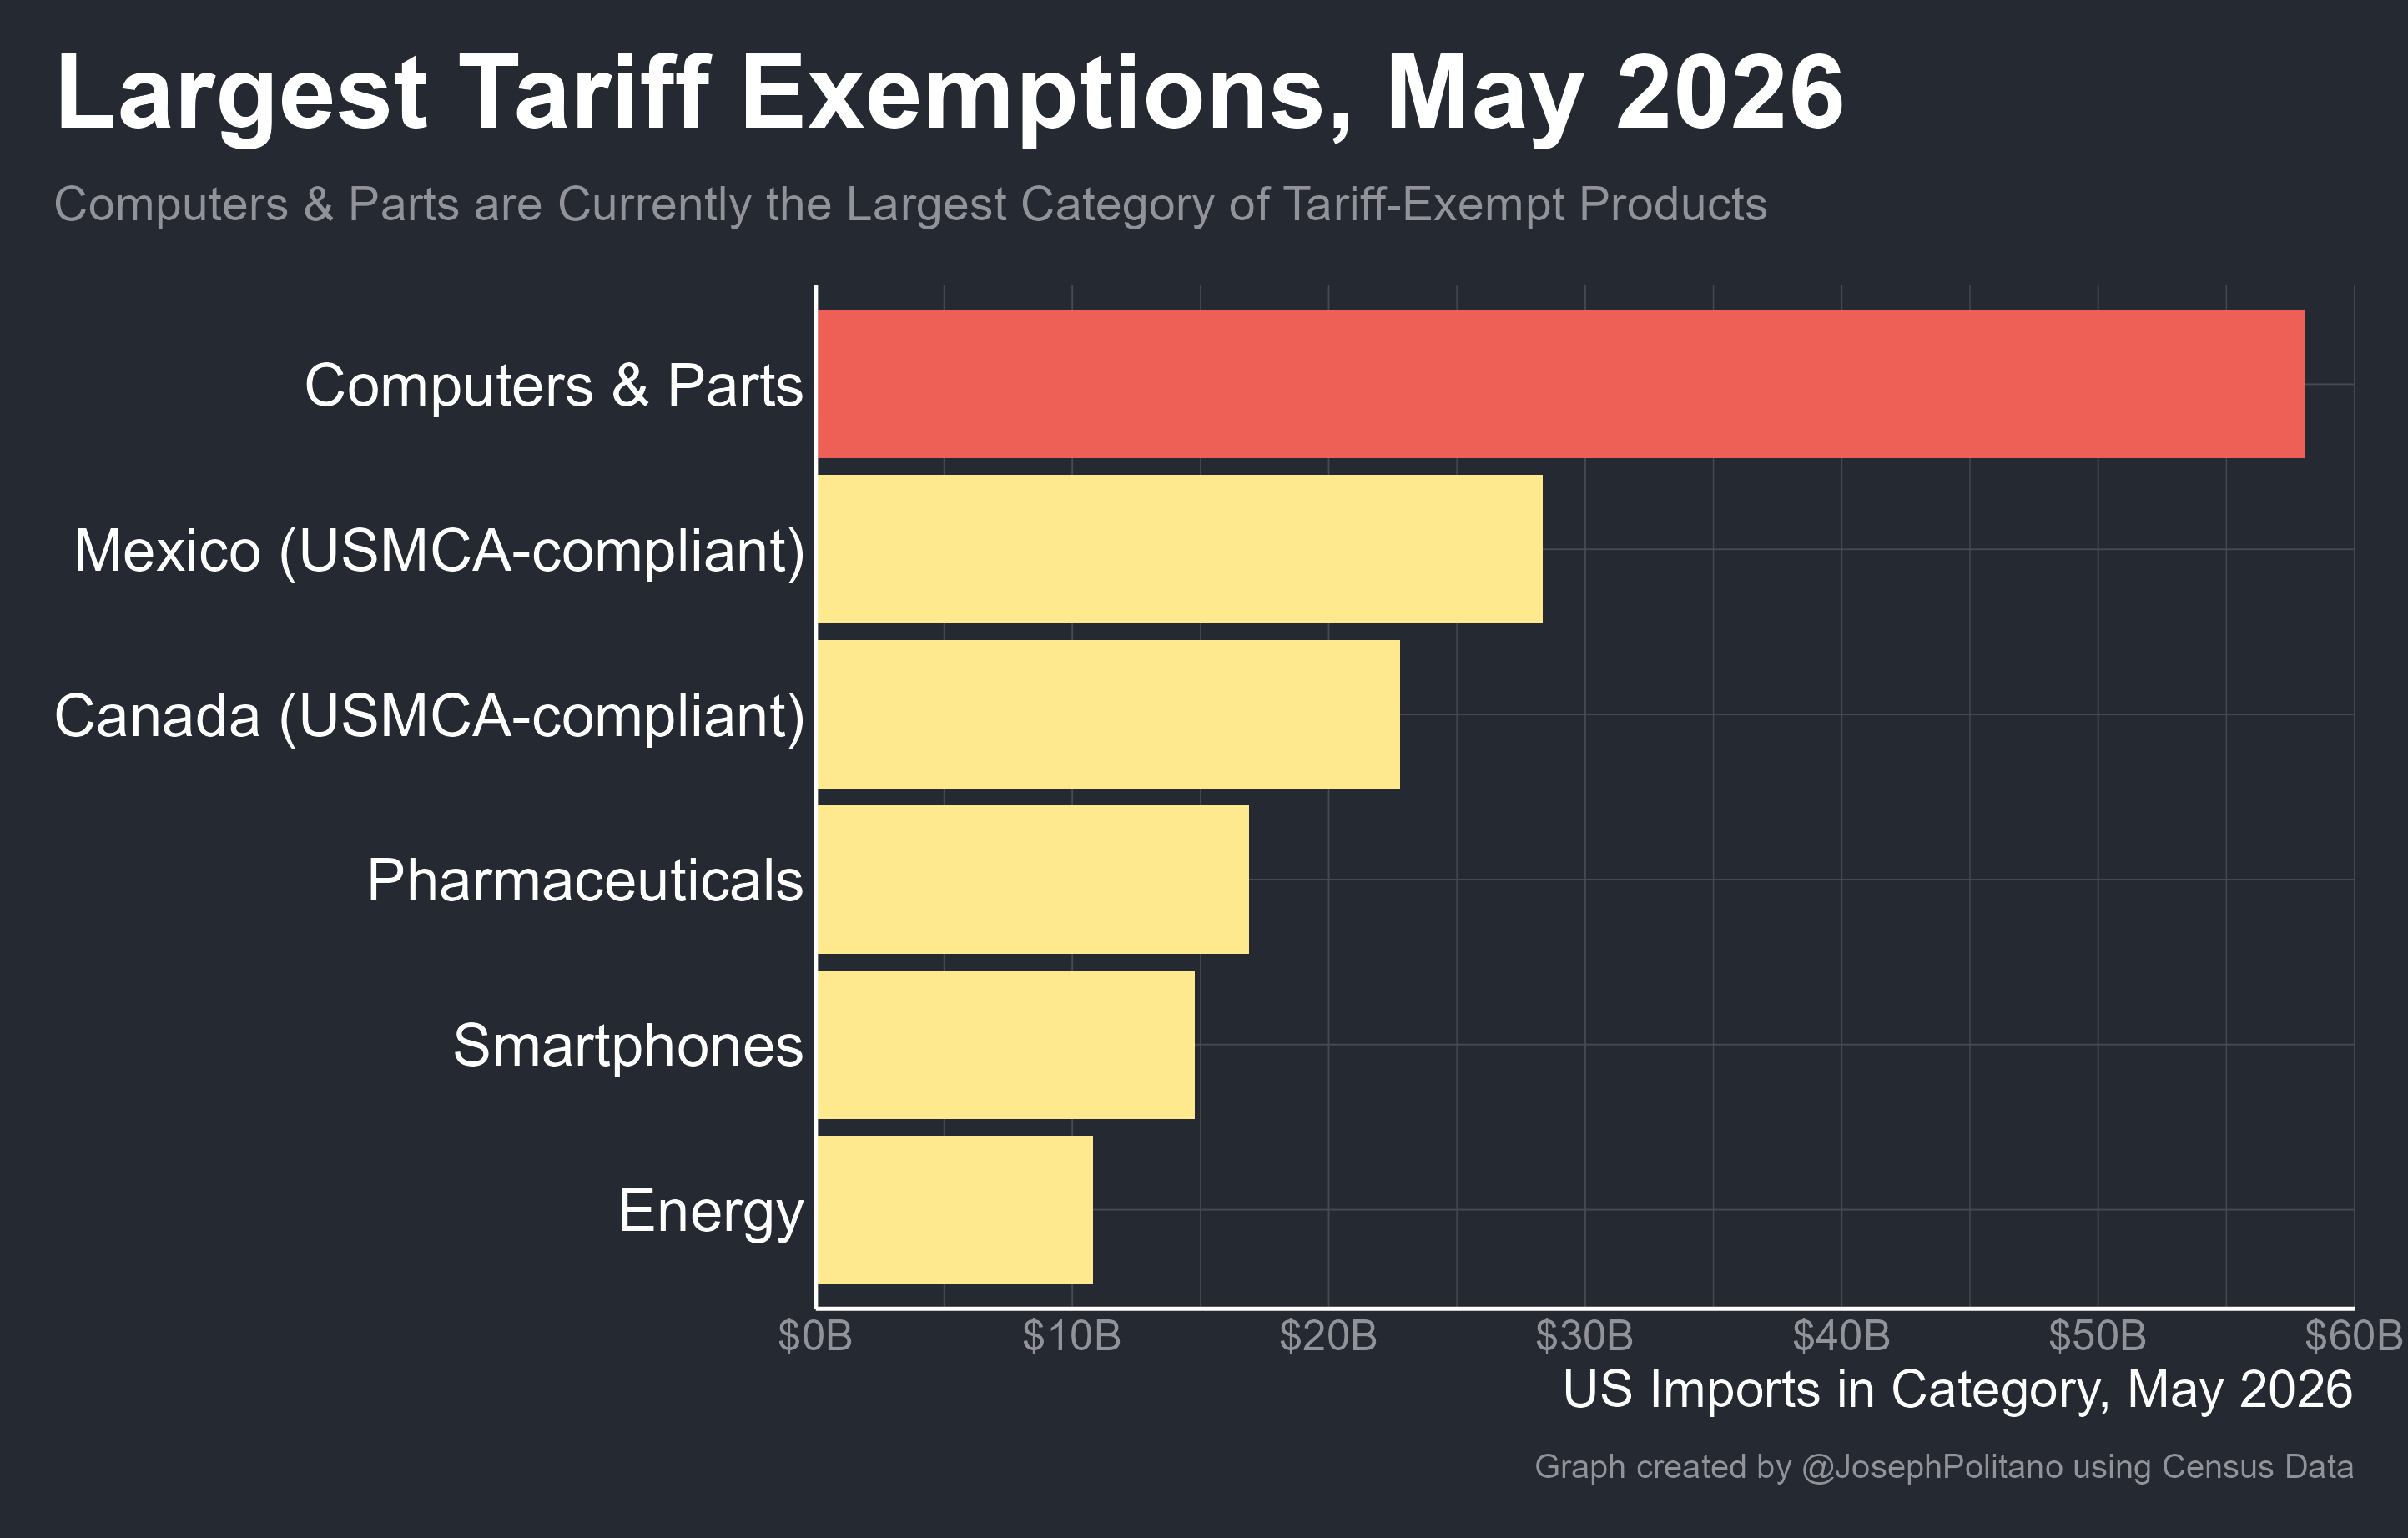 Largest Tariff Exemptions, May 2026
Computers & Parts are Currently the Largest Category of Tariff-Exempt Products
Computers & Parts
Mexico (USMCA-compliant)
Canada (USMCA-compliant)
Pharmaceuticals
Smartphones
Energy
$0B $10B $20B $30B $40B $50B $60B
US Imports in Category, May 2026
Graph created by @JosephPolitano using Census Data